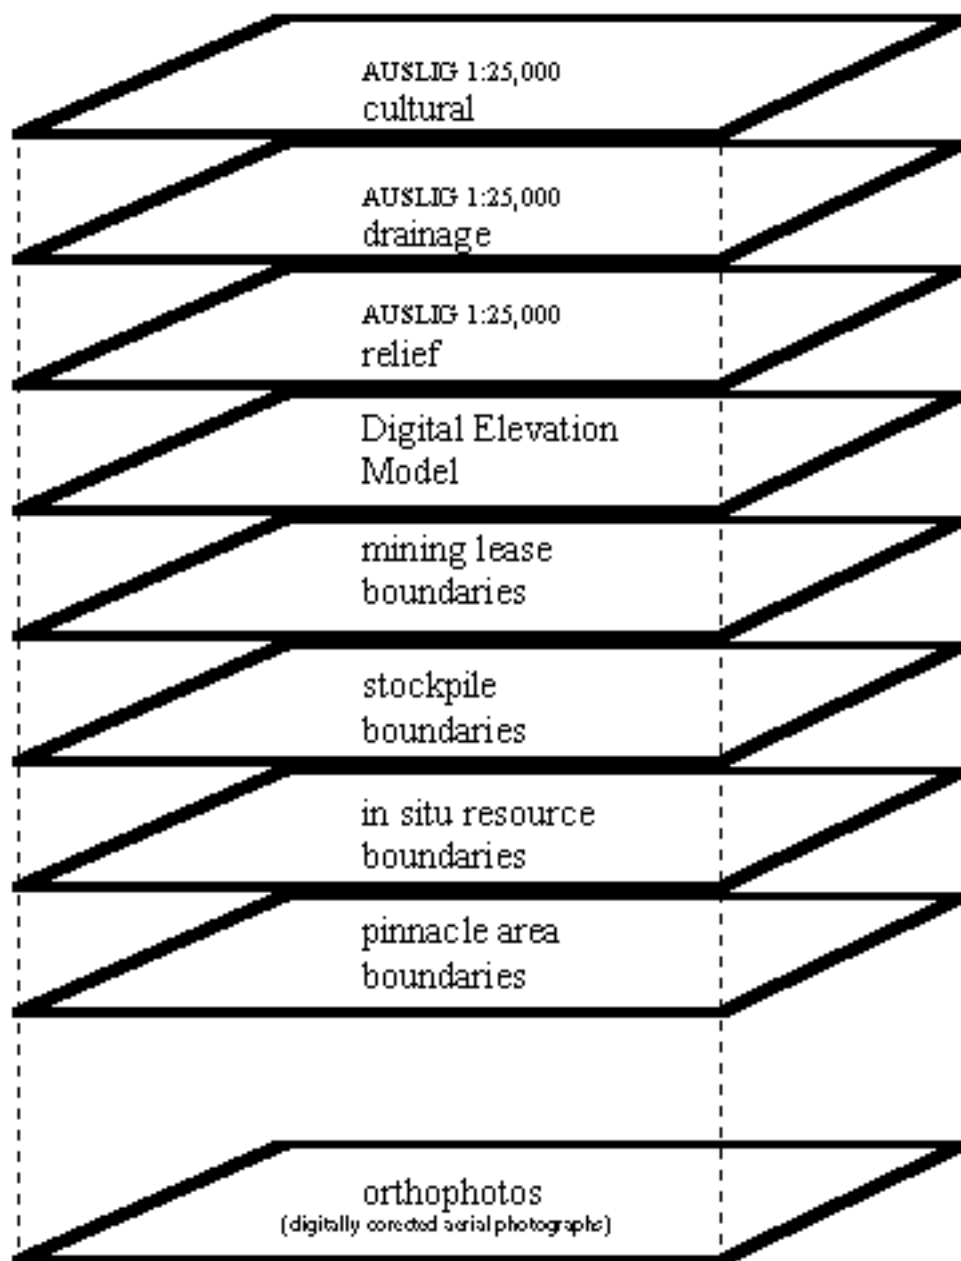 AUSLIG 1:25,000
cultural
AUSLIG 1:25,000
drainage
AUSLIG 1:25,000
relief
Digital Elevation
Model
mining lease
boundaries
stockpile
boundaries
in situ resource
boundaries
pinnacle area
boundaries
orthophotos
(digitally corected aerial photographs)